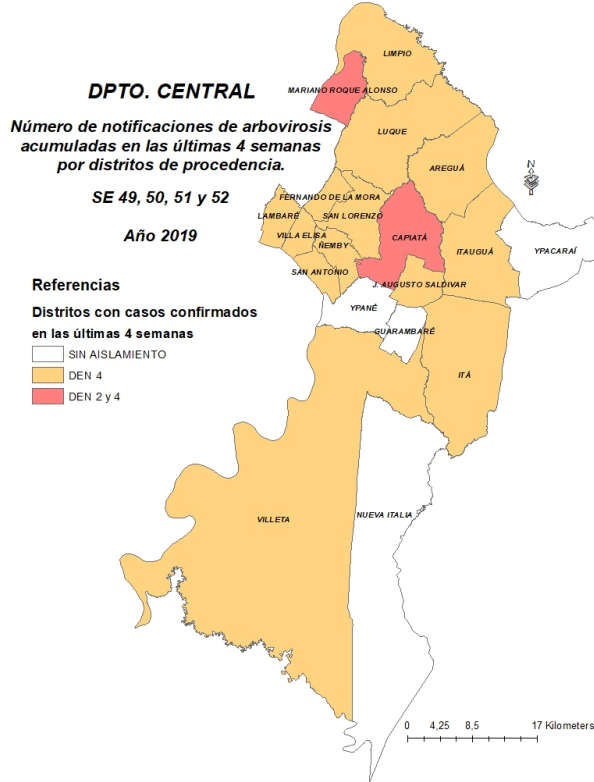 DPTO. CENTRAL
Número de notificaciones de arbovirosis
acumuladas en las últimas 4 semanas
por distritos de procedencia.
SE 49, 50, 51 y 52
Año 2019
Referencias
Distritos con casos confirmados
en las últimas 4 semanas
SIN AISLAMIENTO
DEN 4
DEN 2 y 4
LIMPIO
MARIANO ROQUE ALONSO
LUQUE
AREGUÁ
N
FERNANDO DE LA MORA
LAMBARÉ
SAN LORENZO
VILLA ELISA
CAPIATÁ
ÑEMBY
ITAUGUÁ
YPACARAÍ
SAN ANTONIO
J. AUGUSTO SALDIVAR
YPANÉ
GUARAMBARÉ
ITÁ
VILLETA
NUEVA ITALIA
0 4,25 8,5 17 Kilometers